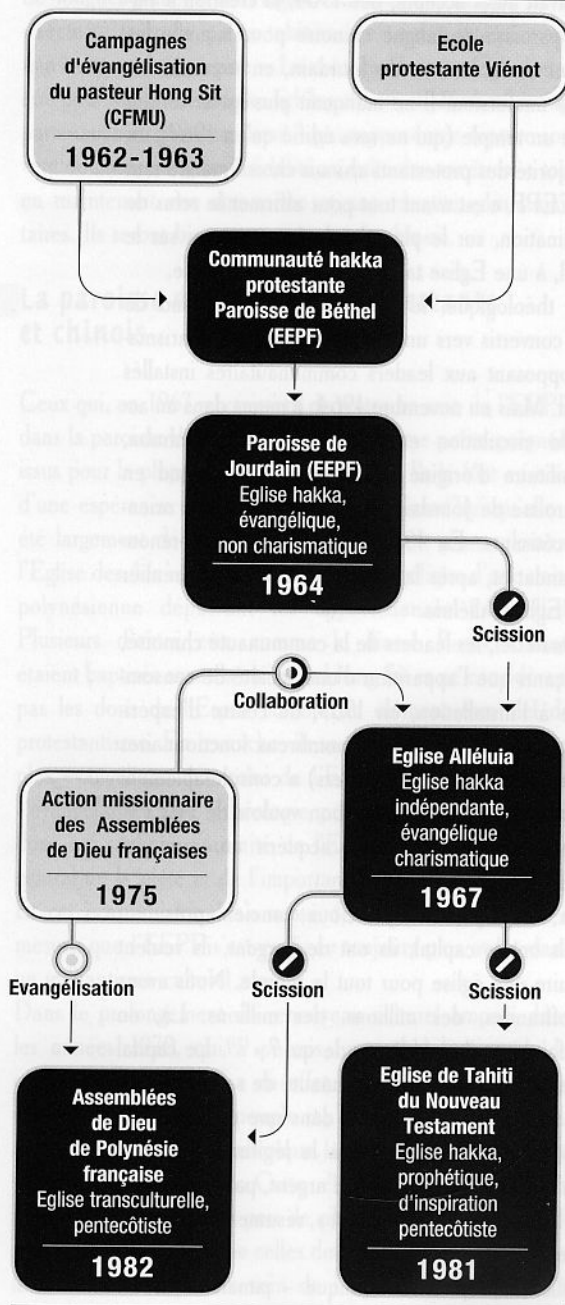 Campagnes
d'évangélisation
du pasteur Hong Sit
(CFMU)
1962-1963
Ecole
protestante Viénot
Communauté hakka
protestante
Paroisse de Béthel
(EEPF)
Paroisse de
Jourdain (EEPF)
Eglise hakka,
évangélique,
non charismatique
1964
Scission
Collaboration
Action missionnaire
des Assemblées
de Dieu françaises
1975
Eglise Alléluia
Eglise hakka
indépendante,
évangélique
charismatique
1967
Evangélisation
Scission
Scission
Assemblées
de Dieu
de Polynésie
française
Eglise transculturelle,
pentecôtiste
1982
Eglise de Tahiti
du Nouveau
Testament
Eglise hakka,
prophétique,
d'inspiration
pentecôtiste
1981